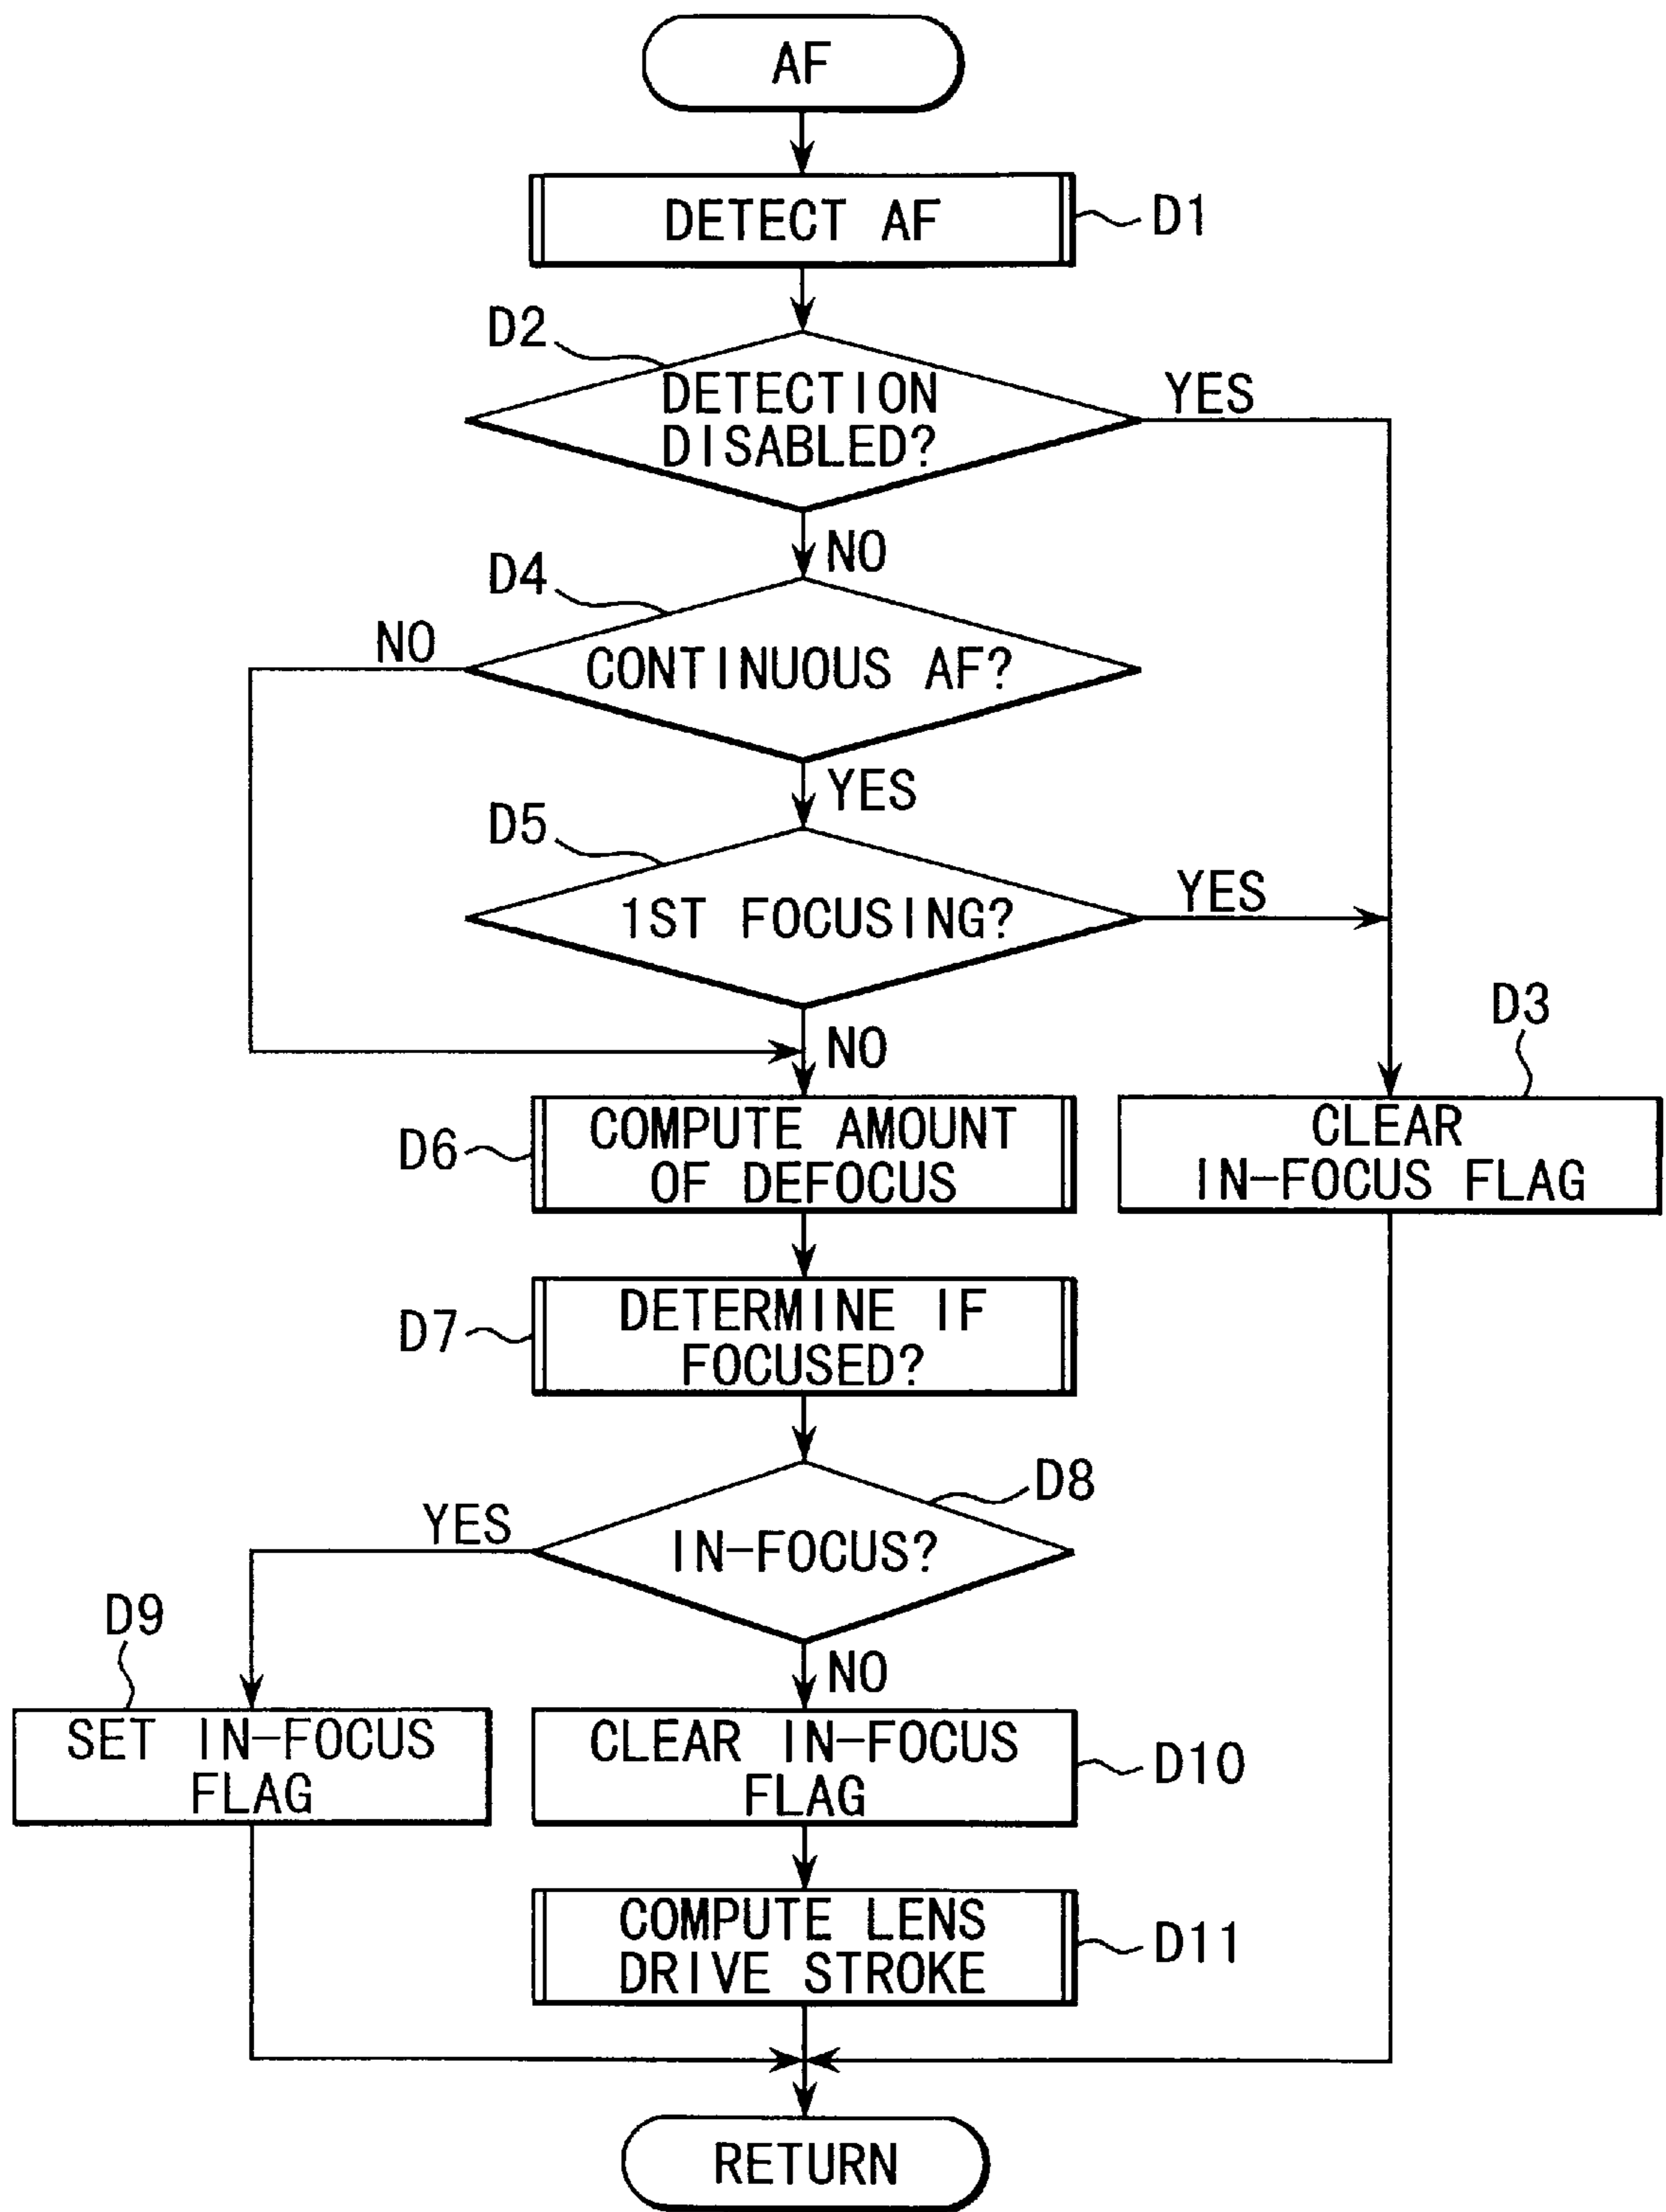 AF
DETECT AF
D1
D2
DETECTION
DISABLED?
YES
NO
D4
NO
CONTINUOUS AF?
YES
D5
1ST FOCUSING?
YES
NO
D3
D6
COMPUTE AMOUNT
OF DEFOCUS
CLEAR
IN-FOCUS FLAG
D7
DETERMINE IF
FOCUSED?
D8
YES
IN-FOCUS?
D9
NO
SET IN-FOCUS
FLAG
CLEAR IN-FOCUS
FLAG
D10
COMPUTE LENS
DRIVE STROKE
D11
RETURN